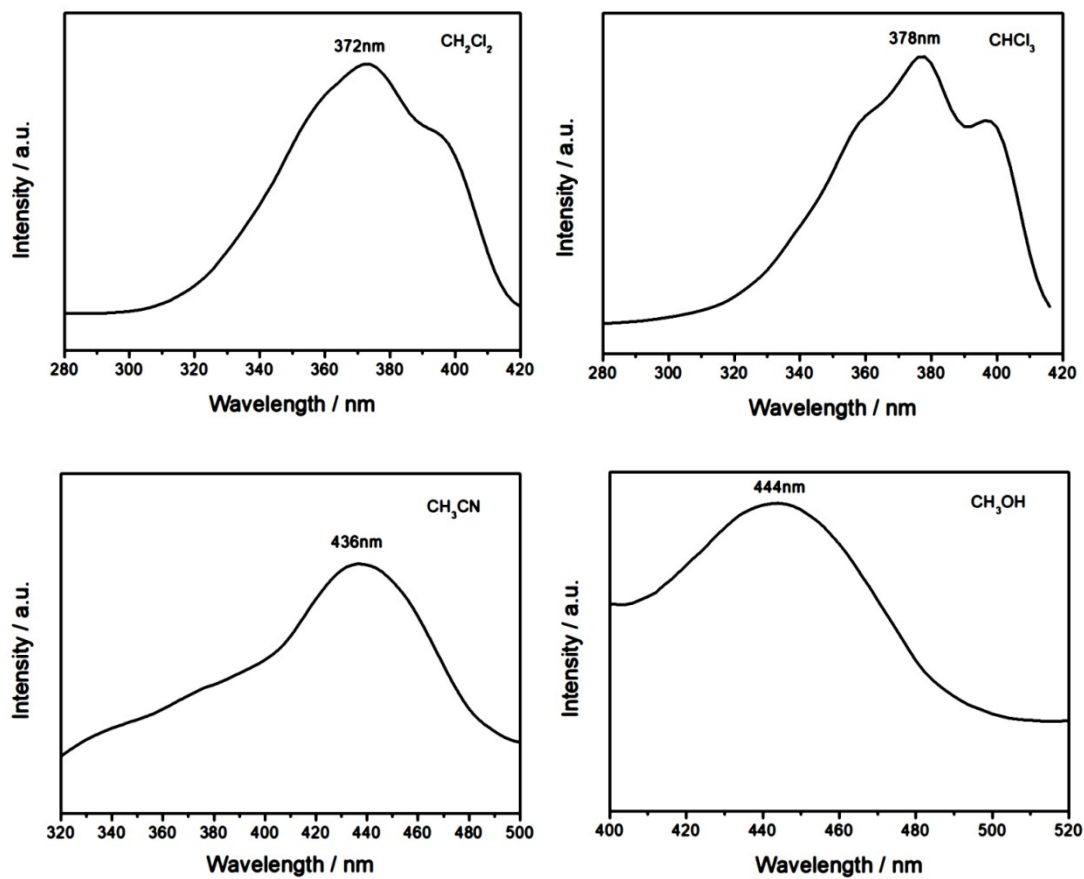 372nm
CH₂Cl₂
Intensity / a.u.
280 300 320 340 360 380 400 420
Wavelength / nm
378nm
CHCl₃
Intensity / a.u.
280 300 320 340 360 380 400 420
Wavelength / nm
436nm
CH₃CN
Intensity / a.u.
320 340 360 380 400 420 440 460 480 500
Wavelength / nm
444nm
CH₃OH
Intensity / a.u.
400 420 440 460 480 500 520
Wavelength / nm